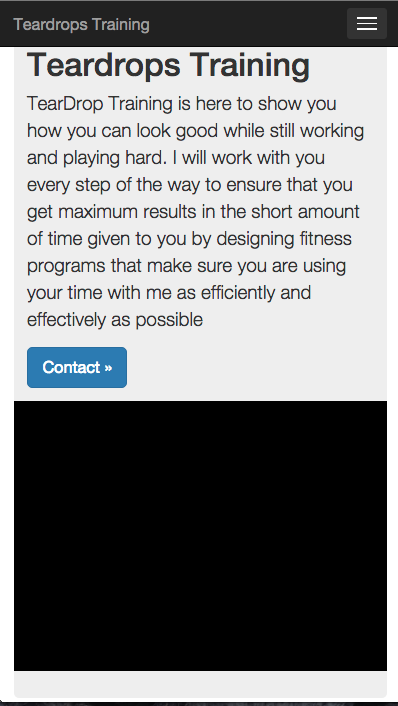 Teardrops Training
Teardrops Training
TearDrop Training is here to show you
how you can look good while still working
and playing hard. I will work with you
every step of the way to ensure that you
get maximum results in the short amount
of time given to you by designing fitness
programs that make sure you are using
your time with me as efficiently and
effectively as possible
Contact »